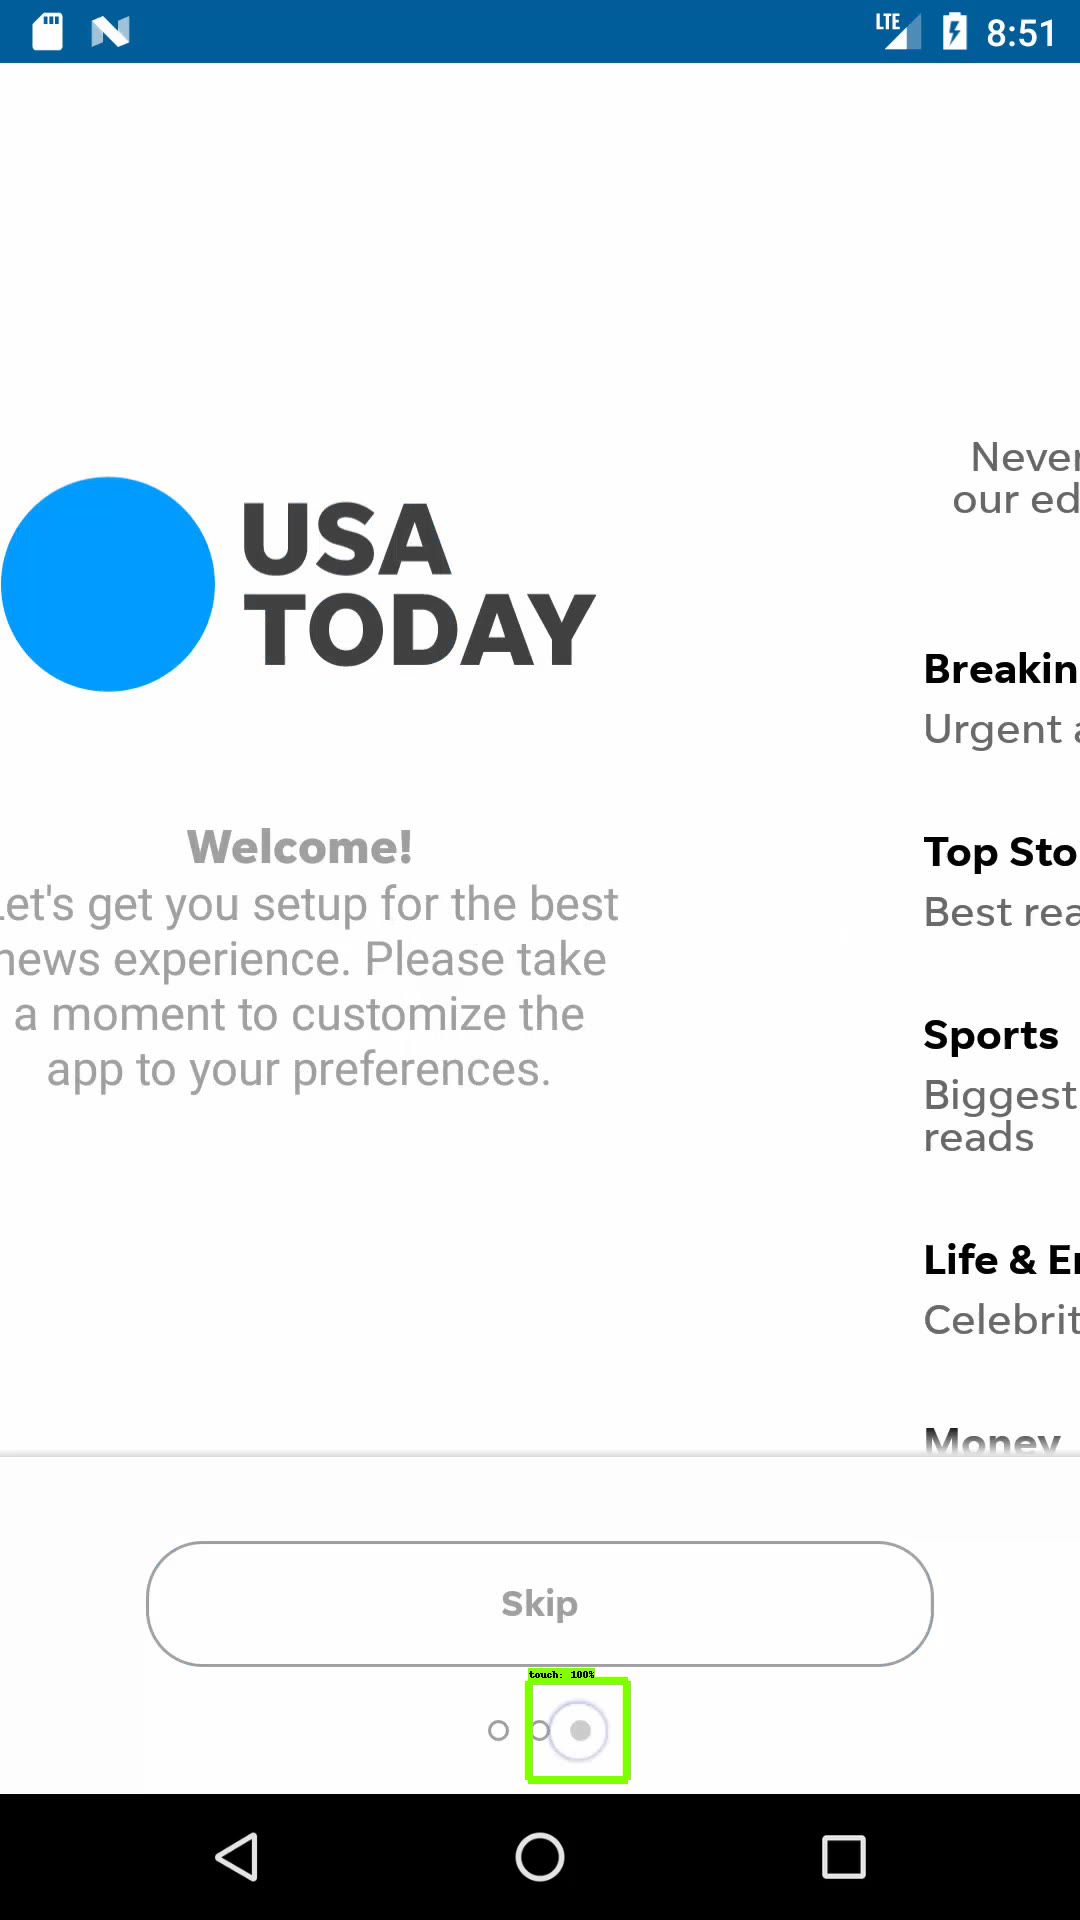 LTE 8:51
USA
TODAY
Welcome!
Let's get you setup for the best
news experience. Please take
a moment to customize the
app to your preferences.
Never
our ed
Breakin
Urgent a
Top Sto
Best rea
Sports
Biggest
reads
Life & En
Celebrit
Money
Skip
touch: 100%